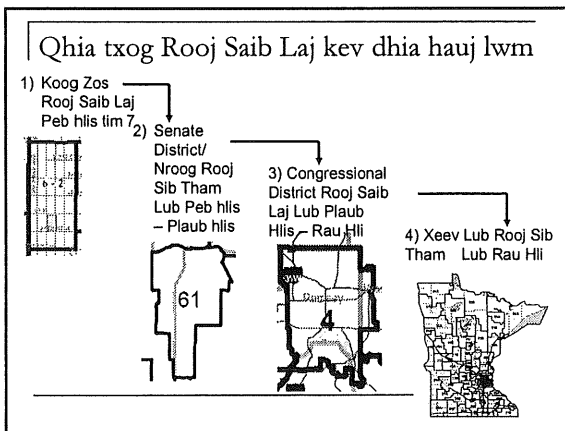 Qhia txog Rooj Saib Laj kev dhia hauj lwm
1) Koog Zos
Rooj Saib Laj
Peb hlis tim 7
2) Senate
District/
Nroog Rooj
Sib Tham
Lub Peb hlis
– Plaub hlis
3) Congressional
District Rooj Saib
Laj Lub Plaub
Hlis – Rau Hli
4) Xeev Lub Rooj Sib
Tham Lub Rau Hli
6 - 2
61
4